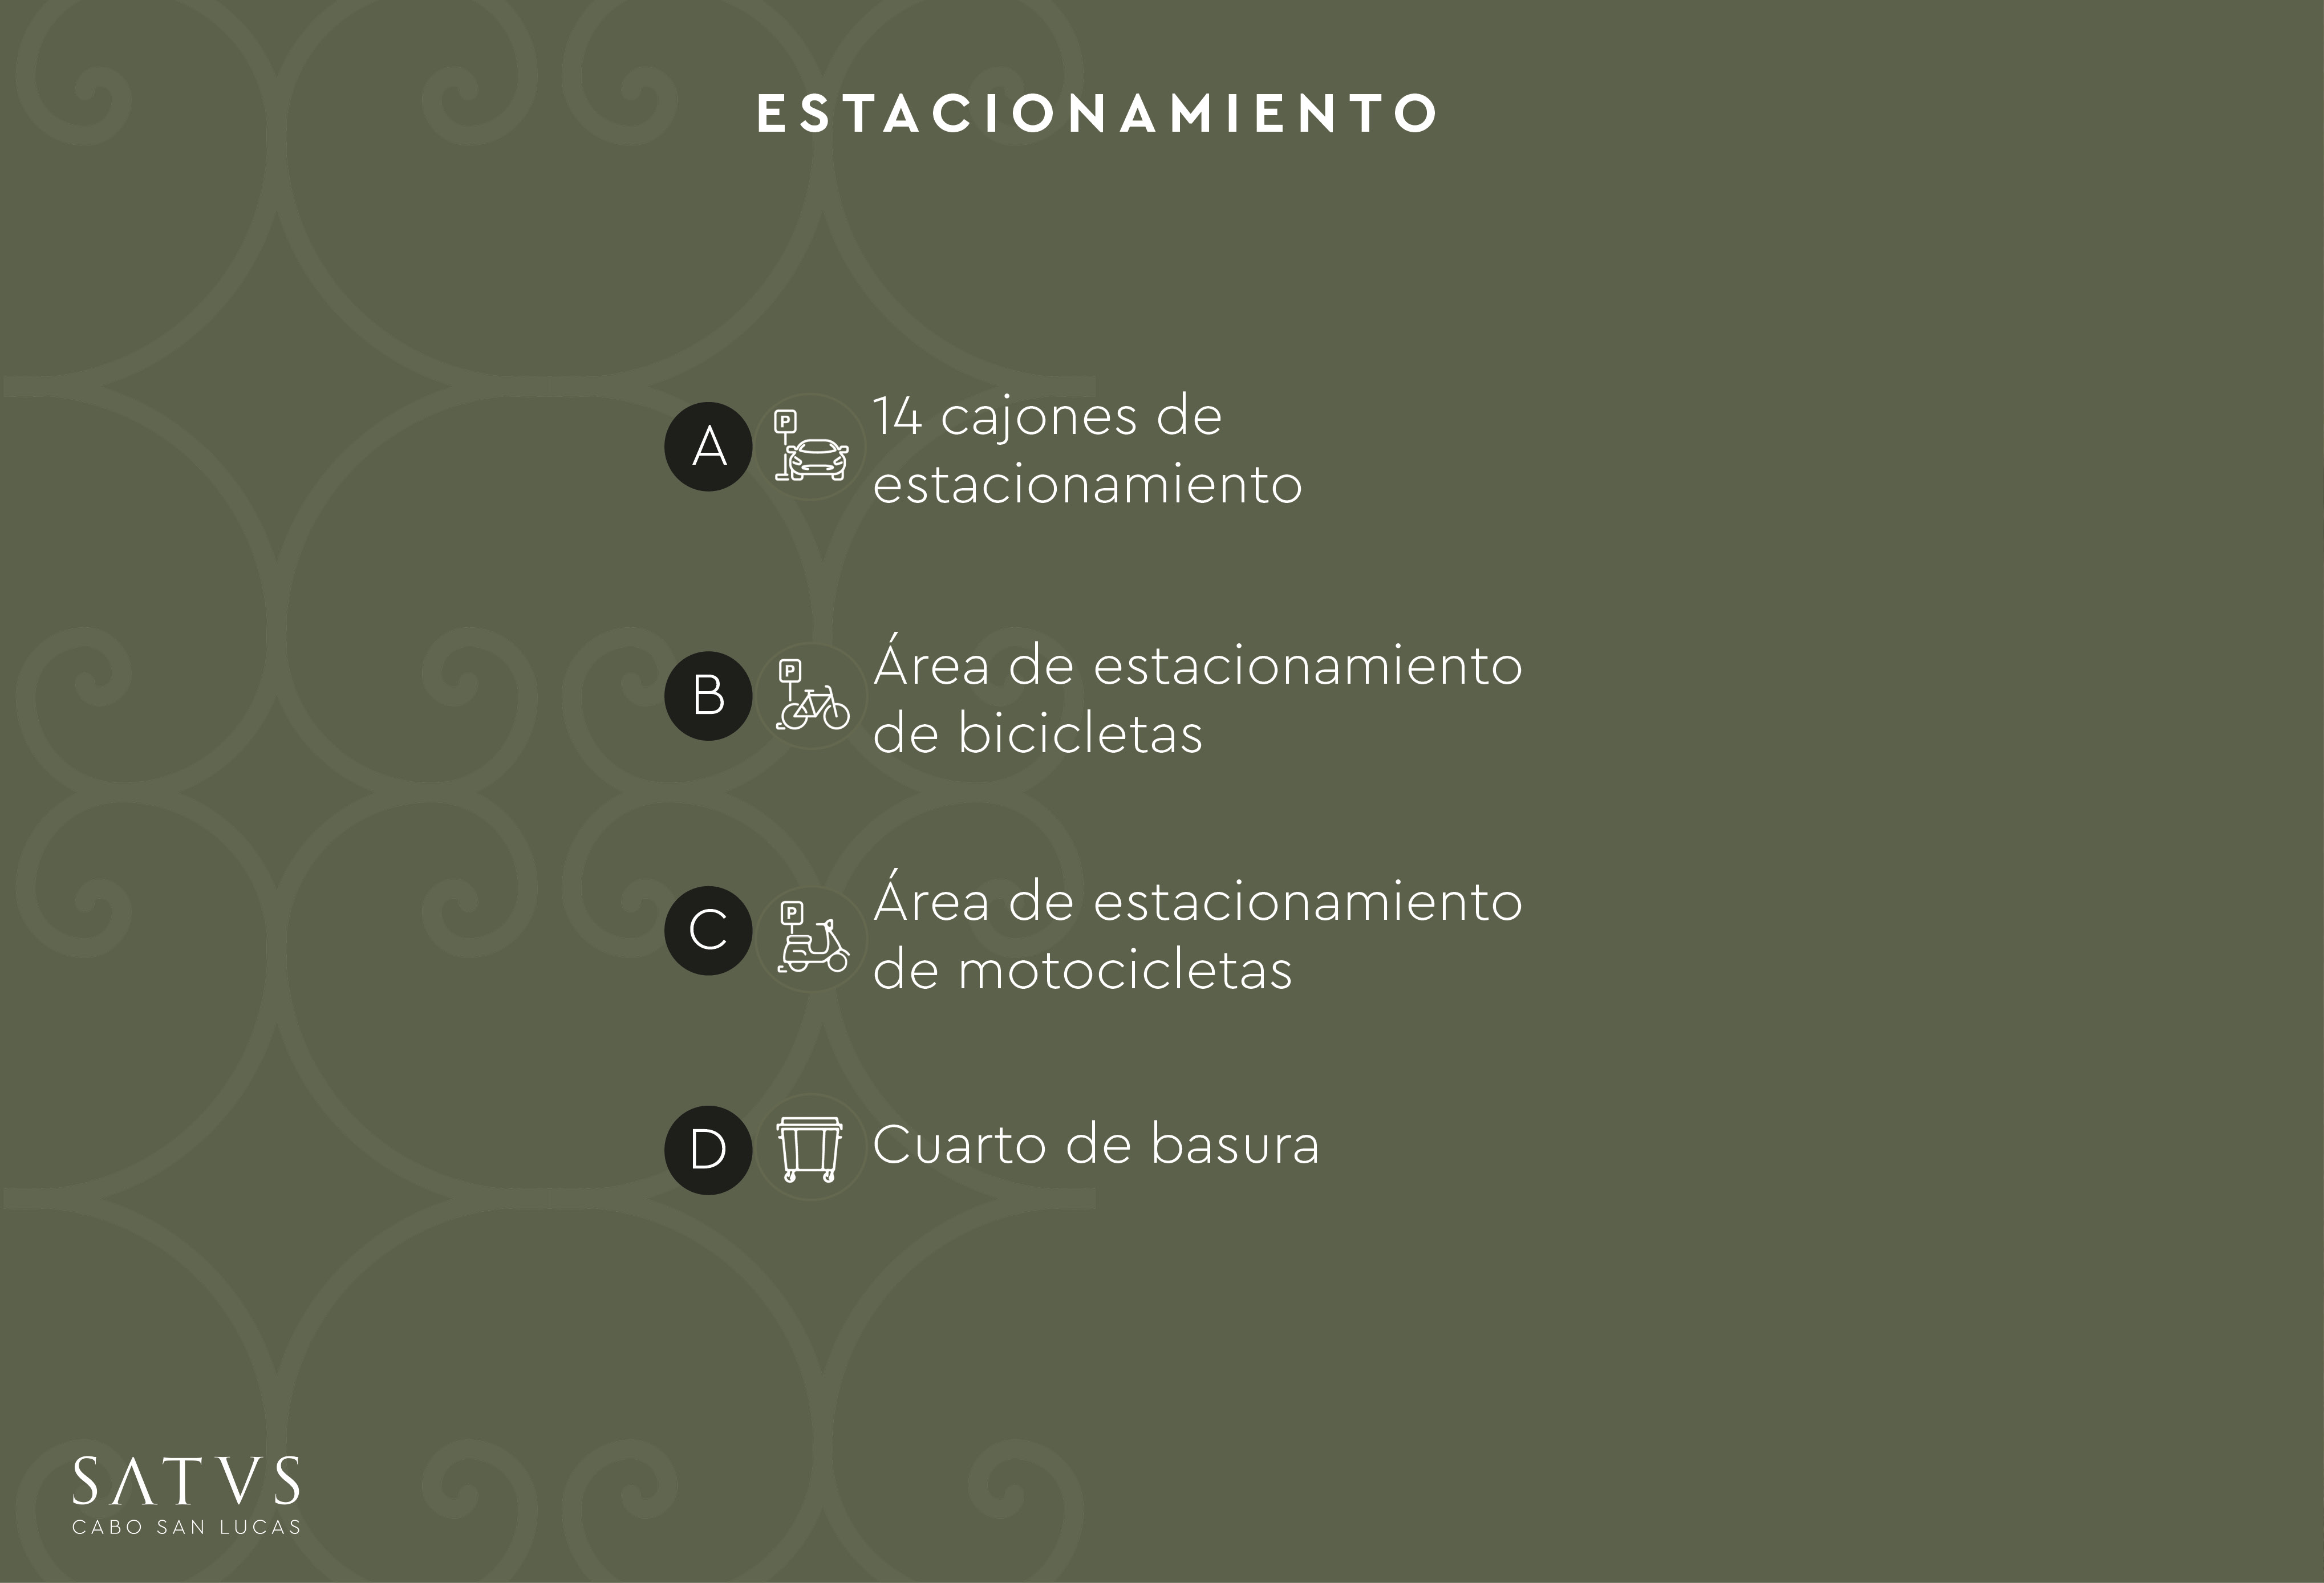 ESTACIONAMIENTO
A
P
14 cajones de
estacionamiento
B
P
Área de estacionamiento
de bicicletas
C
P
Área de estacionamiento
de motocicletas
D
Cuarto de basura
SATVS
CABO SAN LUCAS